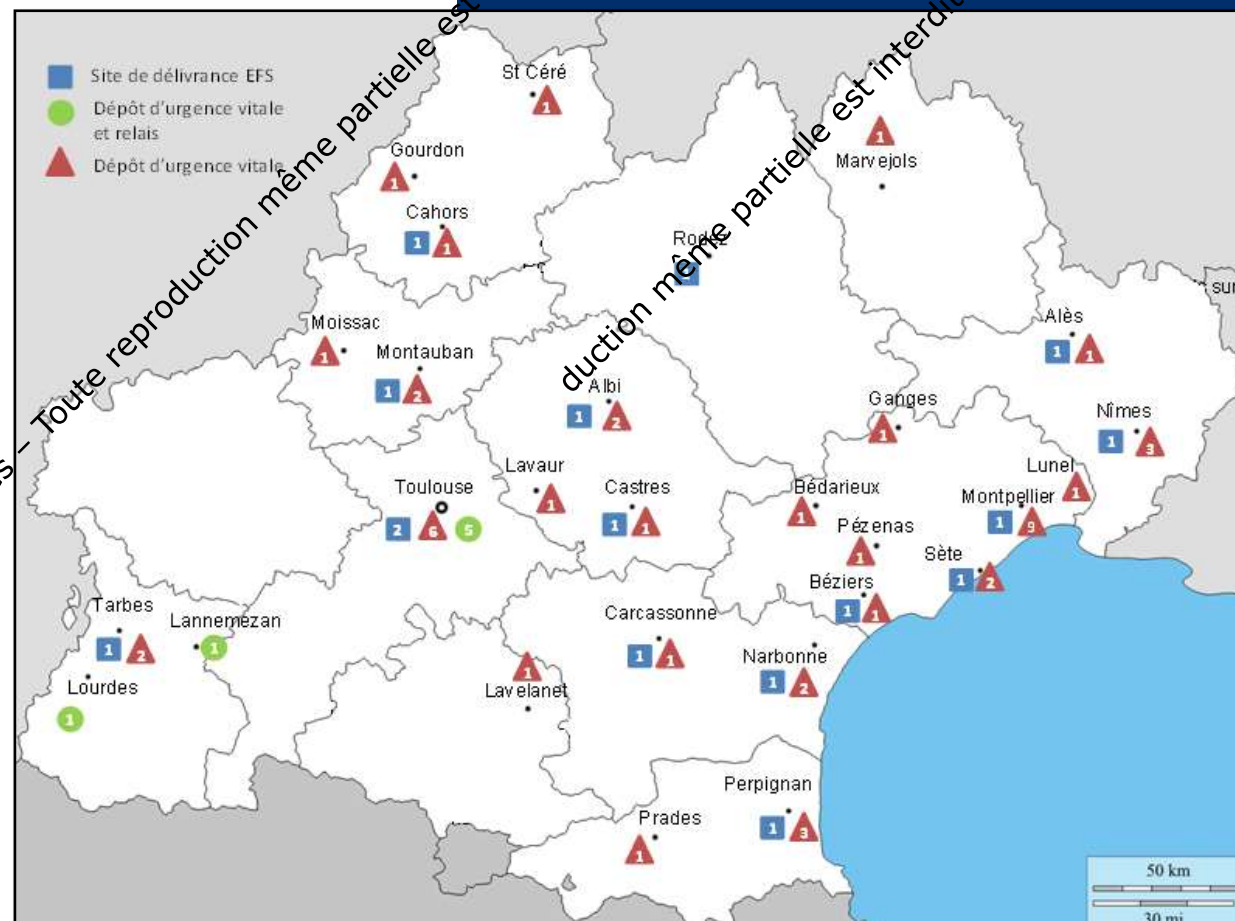 Site de délivrance EFS
Dépôt d'urgence vitale
et relais
Dépôt d'urgence vitale
s – Toute reproduction même partielle est
duction même partielle est interdit
St Céré
1
Gourdon
1
Cahors
1 1
Marvejols
1
Rodez
Moissac
1
Montauban
1 2
Albi
1 2
Alès
1 1
sur
Ganges
1
Nîmes
1 3
Lunel
1
Montpellier
1 9
Lavaur
1
Castres
1 1
Toulouse
2 6 5
Bédarieux
1
Pézenas
1
Sète
1 2
Béziers
1 1
Tarbes
1 2
Lannemezan
1
Lourdes
1
Lavelanet
1
Carcassonne
1 1
Narbonne
1 2
Perpignan
1 3
Prades
1
50 km
30 mi